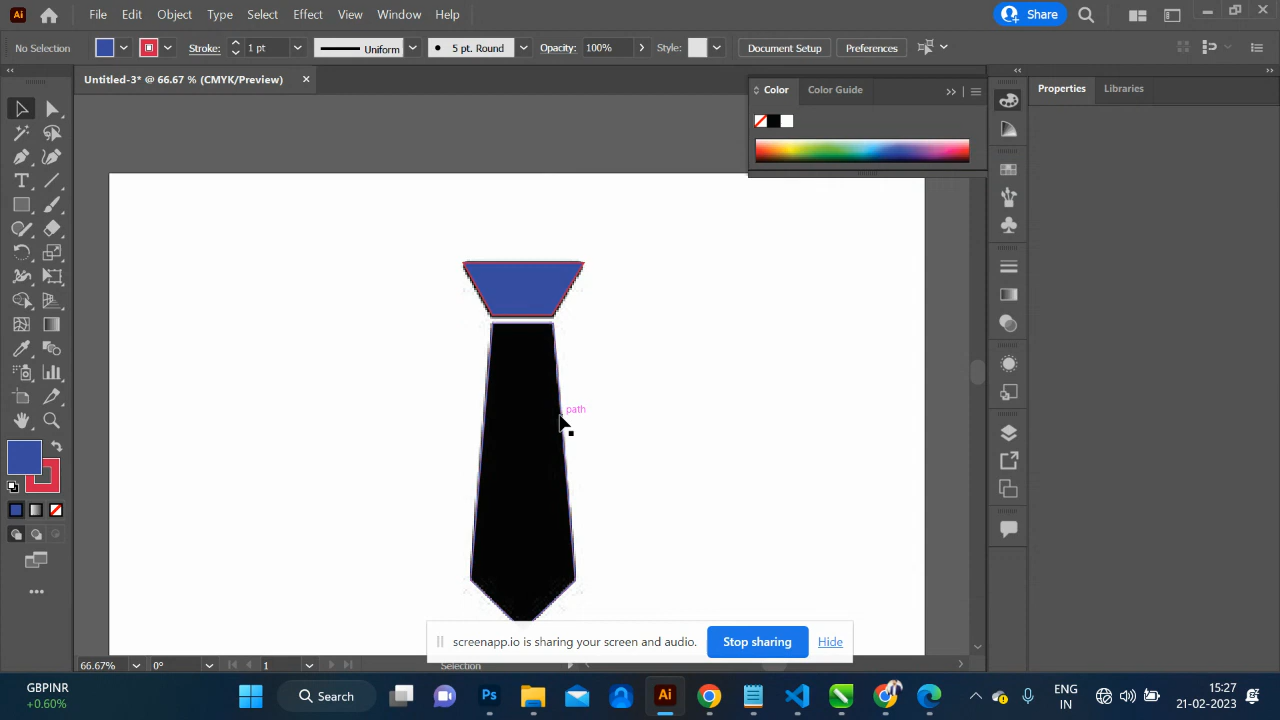 Ai File Edit Object Type Select Effect View Window Help Share
No Selection Stroke: 1 pt Uniform 5 pt. Round Opacity: 100% Style: Document Setup Preferences
Untitled-3* @ 66.67 % (CMYK/Preview)
Color Color Guide Properties Libraries
path
screenapp.io is sharing your screen and audio. Stop sharing Hide
66.67% 0° 1 Selection
GBPINR
+0.60%
Search
Ps
Ai
ENG
IN
15:27
25-02-2023